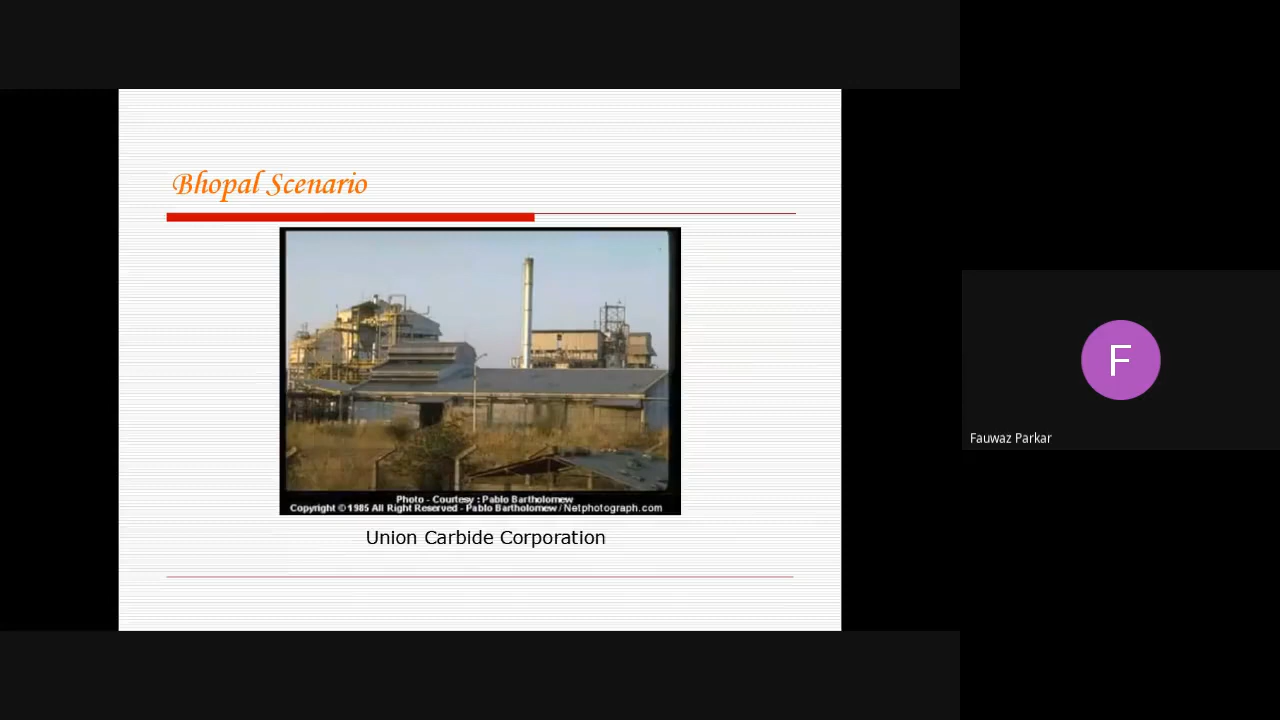 Bhopal Scenario
Photo - Courtesy : Pablo Bartholomew
Copyright © 1985 All Right Reserved - Pablo Bartholomew / Netphotograph.com
Union Carbide Corporation
F
Fauwaz Parkar